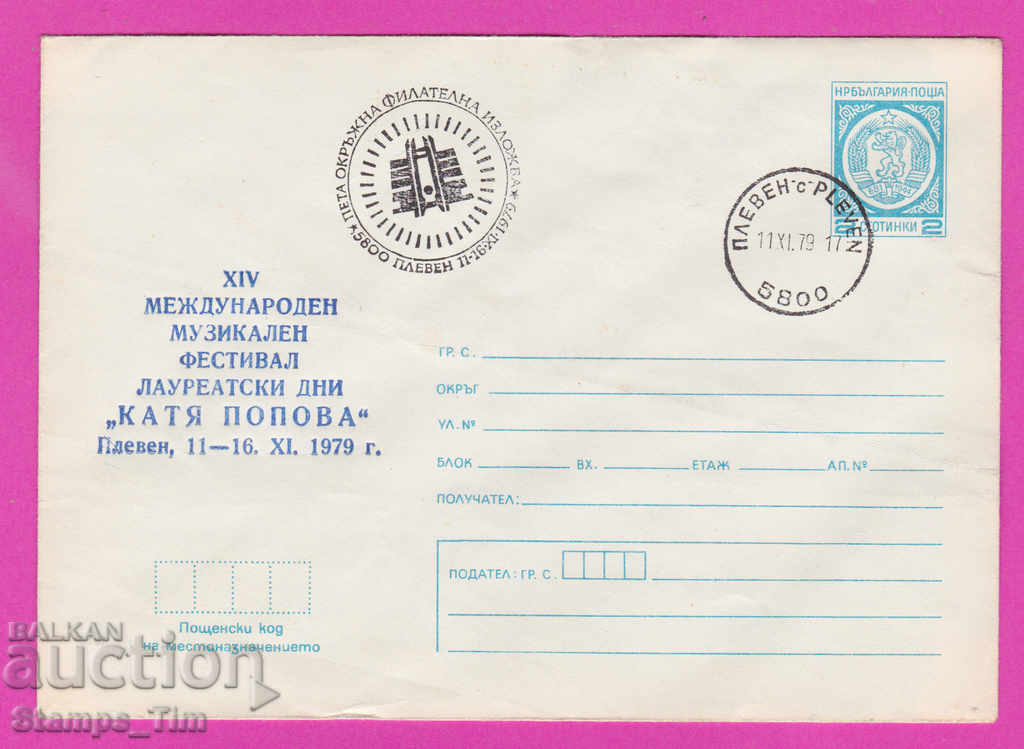 НРБЪЛГАРИЯ·ПОЩА
2 СТОТИНКИ 2
ПЕТА ОКРЪЖНА ФИЛАТЕЛНА ИЗЛОЖБА
5800 ПЛЕВЕН 11-16·XI·1979
ПЛЕВЕН-с-PLEVEN
11XI.79 17
5800
XIV
МЕЖДУНАРОДЕН
МУЗИКАЛЕН
ФЕСТИВАЛ
ЛАУРЕАТСКИ ДНИ
„КАТЯ ПОПОВА“
Плевен, 11—16. XI. 1979 г.
ГР. С.
ОКРЪГ
УЛ. №
БЛОК ВХ. ЕТАЖ АП. №
ПОЛУЧАТЕЛ:
ПОДАТЕЛ: ГР. С.
Пощенски код
на местоназначението
BALKAN
auction
Stamps_Tim